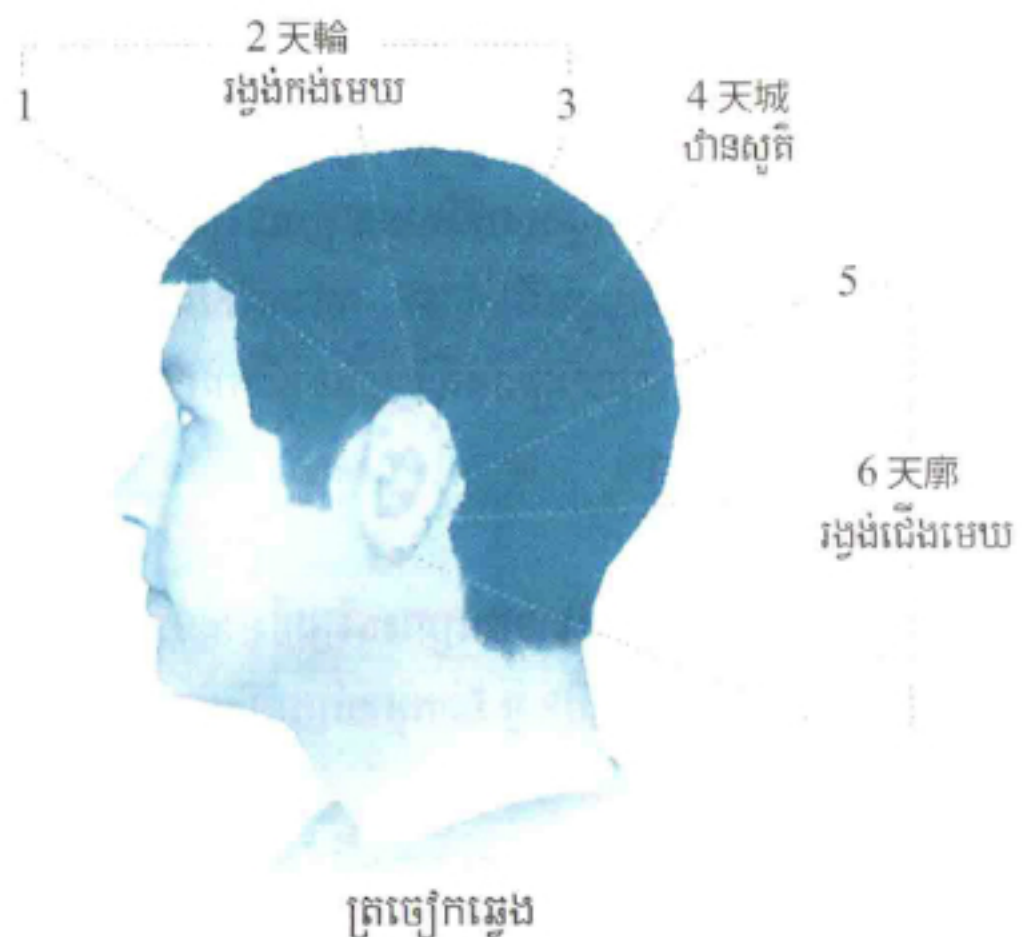 2 天輪
រង្វង់កង់មេឃ
1
3
4 天城
ឋានសួគ៌
5
6 天廓
រង្វង់ជើងមេឃ
ត្រចៀកឆ្វេង